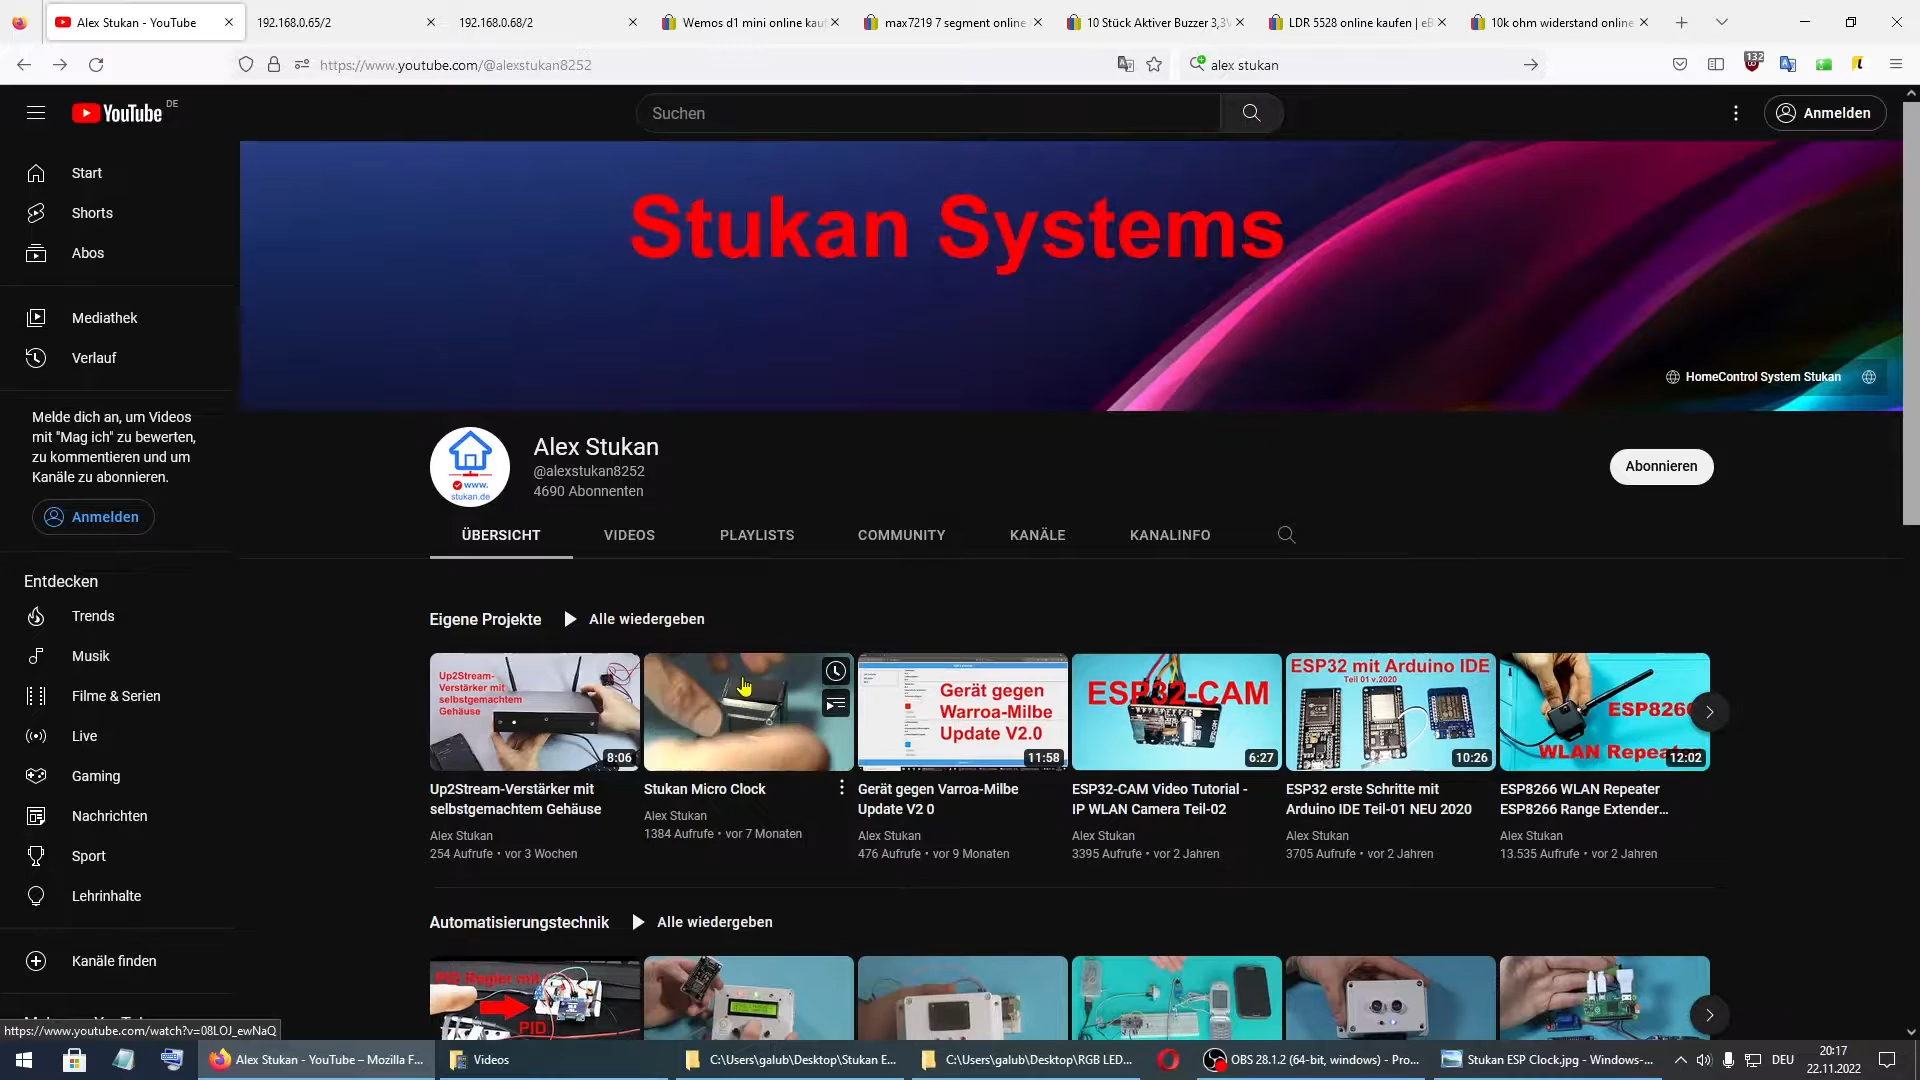 Alex Stukan - YouTube
192.168.0.65/2
192.168.0.68/2
Wemos d1 mini online kau
max7219 7 segment online
10 Stück Aktiver Buzzer 3,3V
LDR 5528 online kaufen | eB
10k ohm widerstand online
https://www.youtube.com/@alexstukan8252
alex stukan
132
YouTube DE
Suchen
Anmelden
Start
Shorts
Abos
Mediathek
Verlauf
Melde dich an, um Videos
mit "Mag ich" zu bewerten,
zu kommentieren und um
Kanäle zu abonnieren.
Anmelden
Entdecken
Trends
Musik
Filme & Serien
Live
Gaming
Nachrichten
Sport
Lehrinhalte
Kanäle finden
https://www.youtube.com/watch?v=08LOJ_ewNaQ
Stukan Systems
HomeControl System Stukan
www.
stukan.de
Alex Stukan
@alexstukan8252
4690 Abonnenten
Abonnieren
ÜBERSICHT
VIDEOS
PLAYLISTS
COMMUNITY
KANÄLE
KANALINFO
Eigene Projekte
Alle wiedergeben
Up2Stream-
Verstärker mit
selbstgemachtem
Gehäuse
8:06
Up2Stream-Verstärker mit
selbstgemachtem Gehäuse
Alex Stukan
254 Aufrufe • vor 3 Wochen
Stukan Micro Clock
Alex Stukan
1384 Aufrufe • vor 7 Monaten
Gerät gegen
Warroa-Milbe
Update V2.0
11:58
Gerät gegen Varroa-Milbe
Update V2 0
Alex Stukan
476 Aufrufe • vor 9 Monaten
ESP32-CAM
6:27
ESP32-CAM Video Tutorial -
IP WLAN Camera Teil-02
Alex Stukan
3395 Aufrufe • vor 2 Jahren
ESP32 mit Arduino IDE
Teil 01 v.2020
10:26
ESP32 erste Schritte mit
Arduino IDE Teil-01 NEU 2020
Alex Stukan
3705 Aufrufe • vor 2 Jahren
ESP8266
WLAN Repeater
12:02
ESP8266 WLAN Repeater
ESP8266 Range Extender...
Alex Stukan
13.535 Aufrufe • vor 2 Jahren
Automatisierungstechnik
Alle wiedergeben
PID Regler mit
PID
Alex Stukan - YouTube – Mozilla F...
Videos
C:\Users\galub\Desktop\Stukan E...
C:\Users\galub\Desktop\RGB LED...
OBS 28.1.2 (64-bit, windows) - Pro...
Stukan ESP Clock.jpg - Windows-...
DEU
20:17
22.11.2022